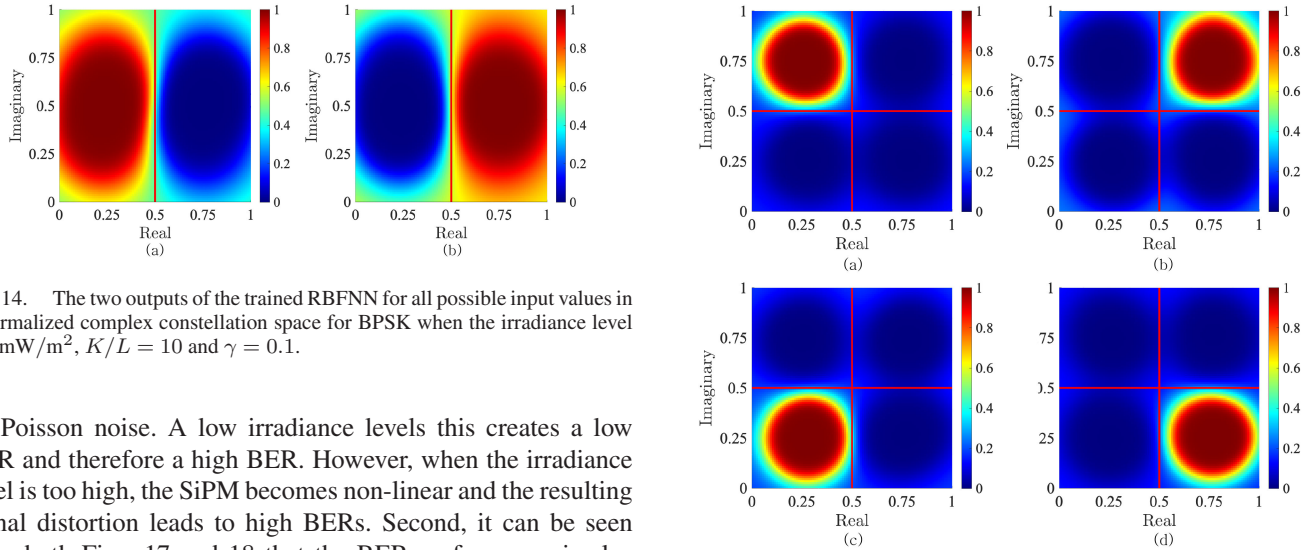 1
0.75
0.5
0.25
0
Imaginary
0 0.25 0.5 0.75 1
Real
(a)
1
0.8
0.6
0.4
0.2
0
1
0.75
0.5
0.25
0
Imaginary
0 0.25 0.5 0.75 1
Real
(b)
1
0.8
0.6
0.4
0.2
0
14. The two outputs of the trained RBFNN for all possible input values in
rmalized complex constellation space for BPSK when the irradiance level
mW/m², K/L = 10 and γ = 0.1.
Poisson noise. A low irradiance levels this creates a low
R and therefore a high BER. However, when the irradiance
el is too high, the SiPM becomes non-linear and the resulting
nal distortion leads to high BERs. Second, it can be seen
1
0.75
0.5
0.25
0
Imaginary
0 0.25 0.5 0.75 1
Real
(a)
1
0.8
0.6
0.4
0.2
0
1
0.75
0.5
0.25
0
Imaginary
0 0.25 0.5 0.75 1
Real
(b)
1
0.8
0.6
0.4
0.2
0
1
0.75
0.5
0.25
0
Imaginary
0 0.25 0.5 0.75 1
Real
(c)
1
0.8
0.6
0.4
0.2
0
1
75
0.5
25
0
0 0.25 0.5 0.75 1
Real
(d)
1
0.8
0.6
0.4
0.2
0